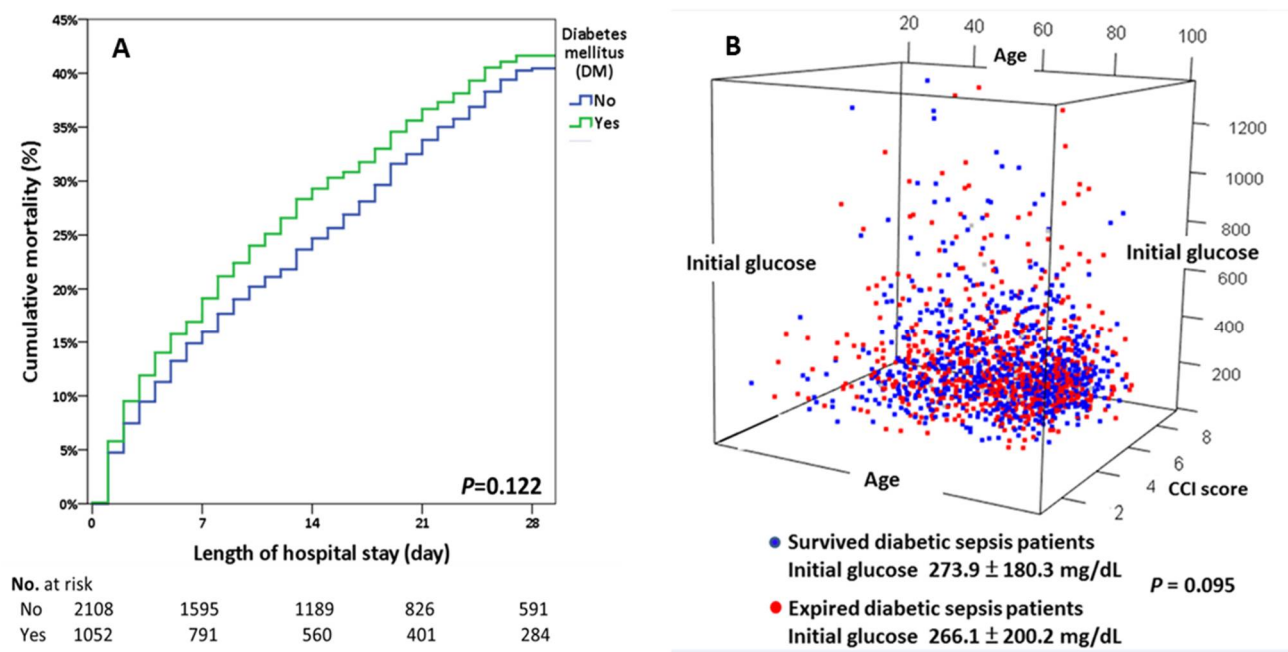 A
Diabetes
mellitus
(DM)
No
Yes
45%
40%
35%
30%
25%
20%
15%
10%
5%
0%
Cumulative mortality (%)
P=0.122
0 7 14 21 28
Length of hospital stay (day)
No. at risk
No 2108 1595 1189 826 591
Yes 1052 791 560 401 284
B
20 40 60 80 100
Age
1200
1000
800
600
400
200
Initial glucose
Initial glucose
8
6
4
2
CCI score
Age
Survived diabetic sepsis patients
Initial glucose 273.9 ± 180.3 mg/dL
P = 0.095
Expired diabetic sepsis patients
Initial glucose 266.1 ± 200.2 mg/dL